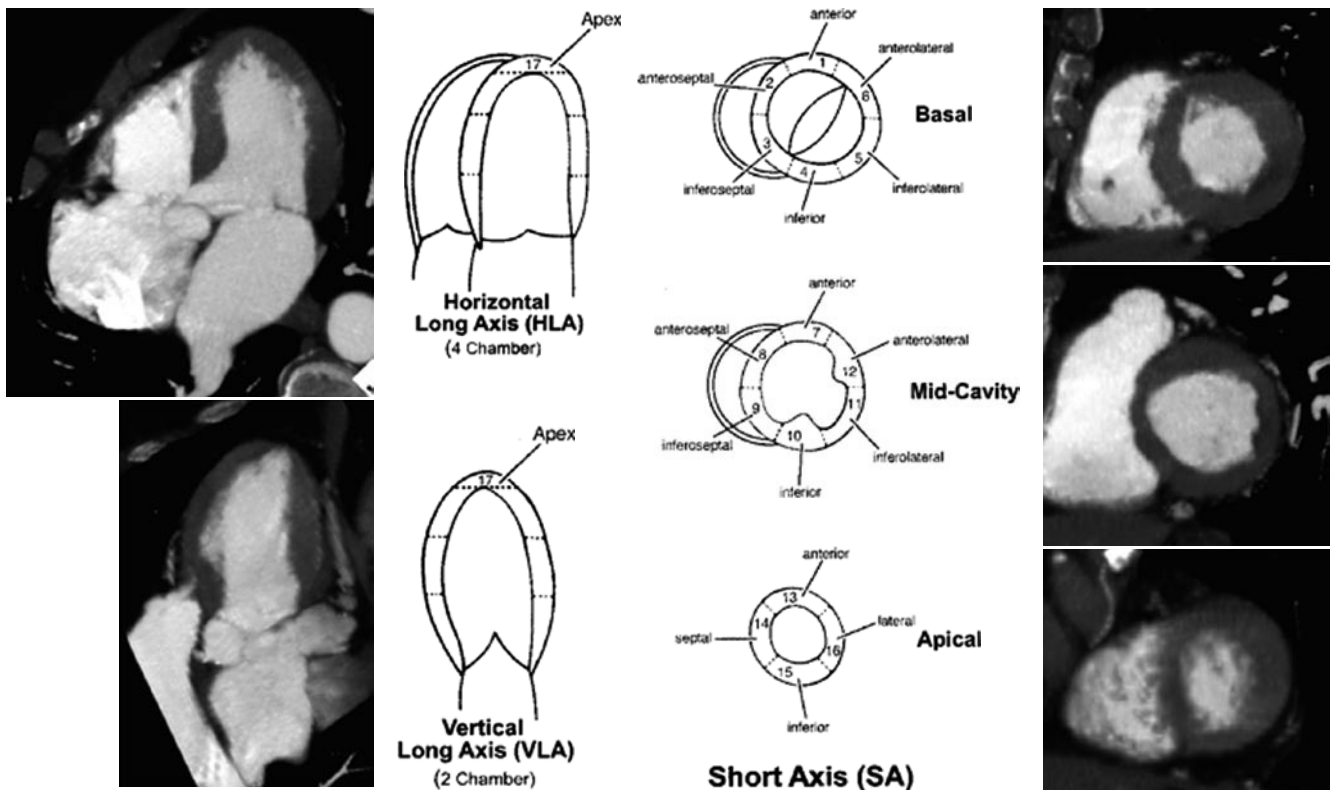 Apex
17
Horizontal
Long Axis (HLA)
(4 Chamber)
Apex
17
Vertical
Long Axis (VLA)
(2 Chamber)
anterior
anterolateral
anteroseptal
1
2
6
3
4
5
inferoseptal
inferolateral
inferior
Basal
anterior
anteroseptal
anterolateral
7
8
12
9
10
11
inferoseptal
inferolateral
inferior
Mid-Cavity
anterior
13
14
septal
lateral
16
15
inferior
Apical
Short Axis (SA)